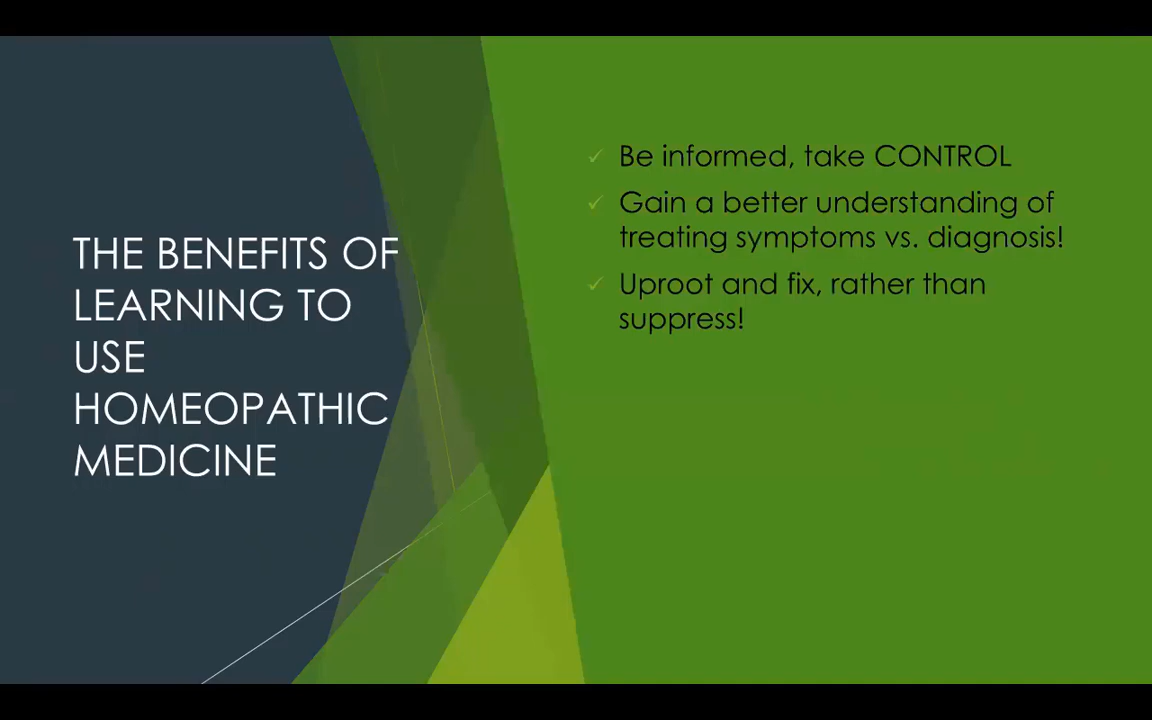 THE BENEFITS OF
LEARNING TO
USE
HOMEOPATHIC
MEDICINE
Be informed, take CONTROL
Gain a better understanding of
treating symptoms vs. diagnosis!
Uproot and fix, rather than
suppress!